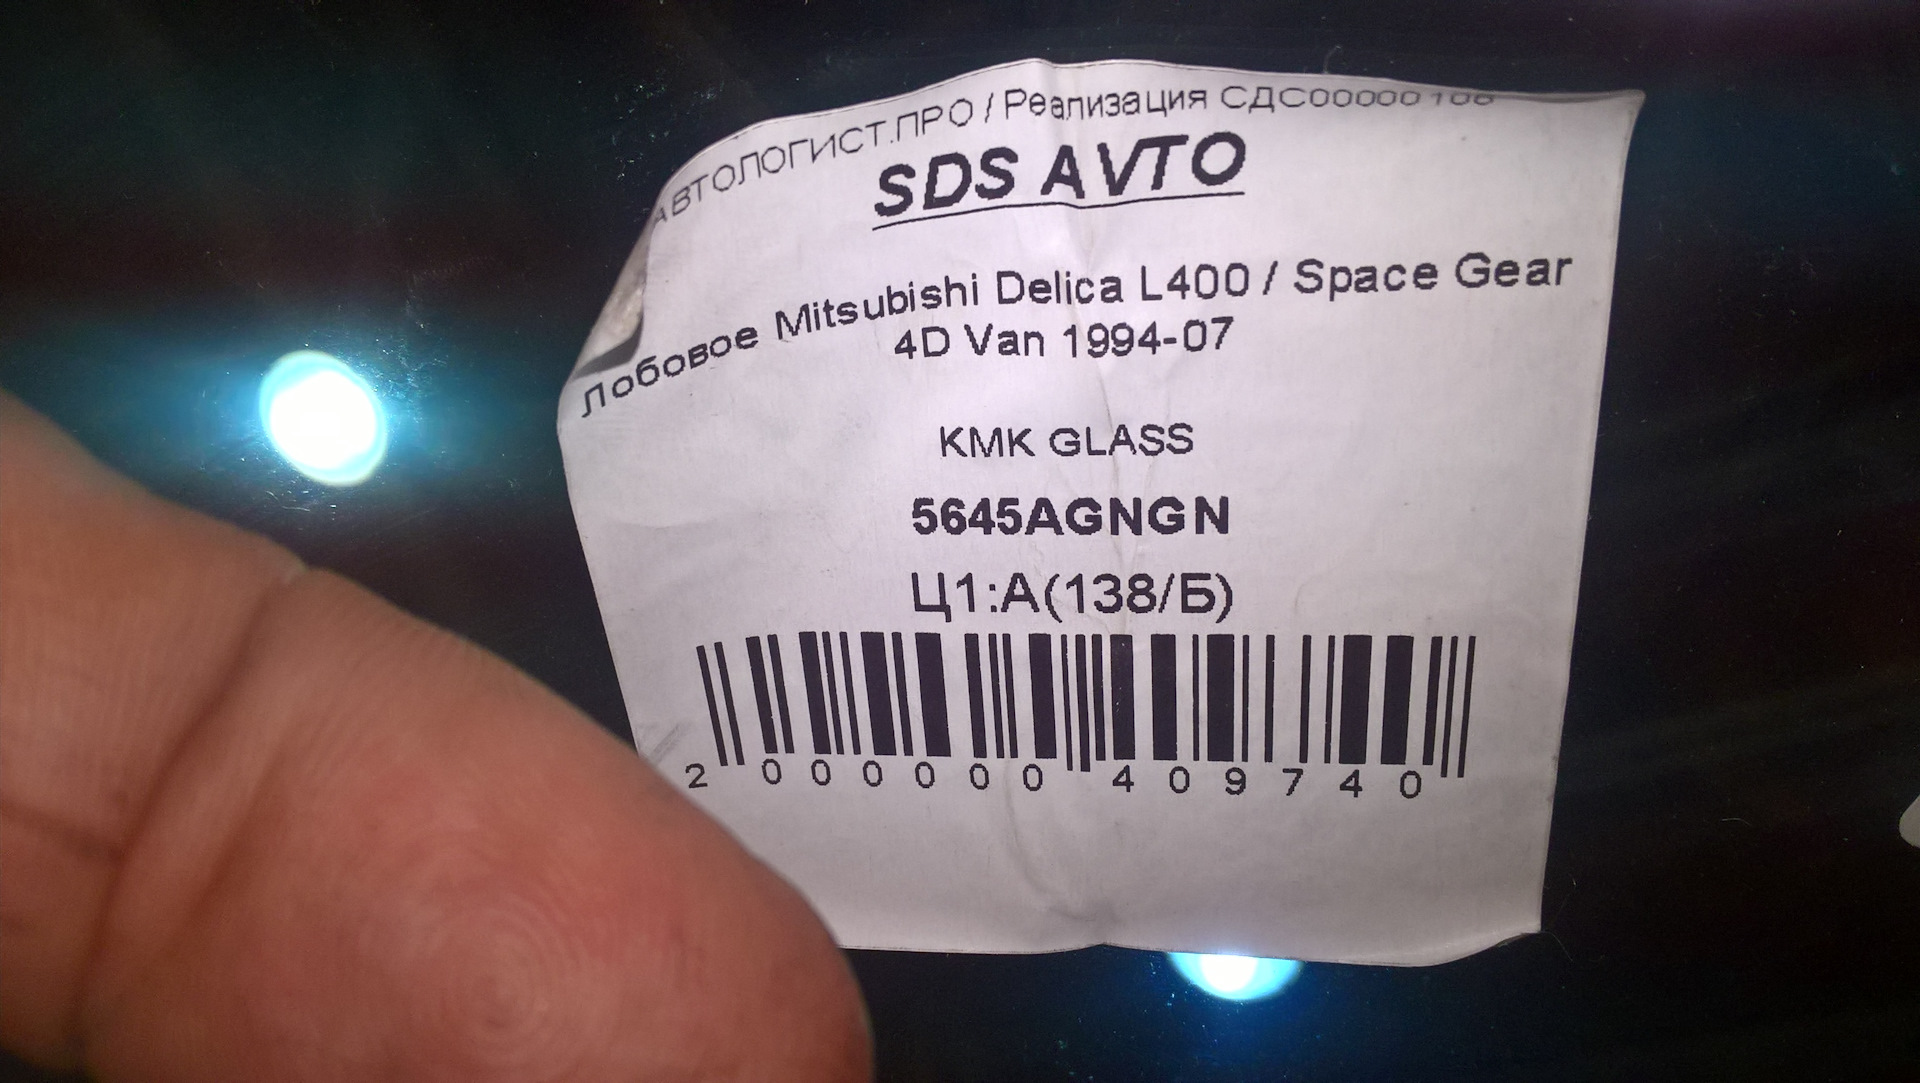 АВТОЛОГИСТ.ПРО / Реализация
SDS AVTO
Лобовое Mitsubishi Delica L400 / Space Gear
4D Van 1994-07
KMK GLASS
5645AGNGN
Ц1:А(138/Б)
2 000000 409740